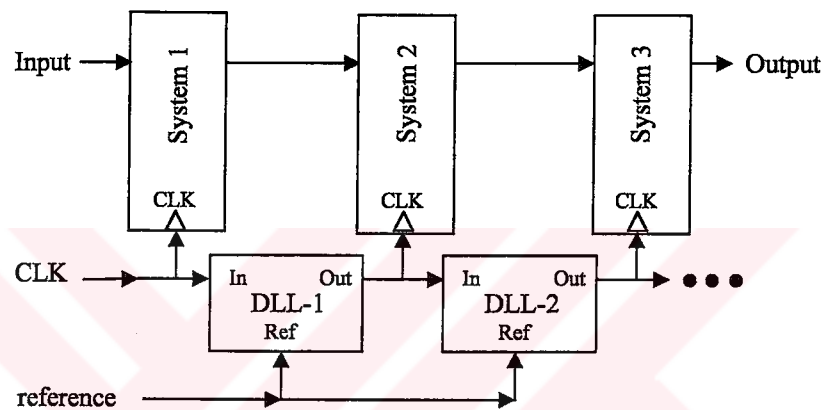 Input
System 1
System 2
System 3
Output
CLK
CLK
CLK
CLK
In
Out
DLL-1
Ref
In
Out
DLL-2
Ref
reference